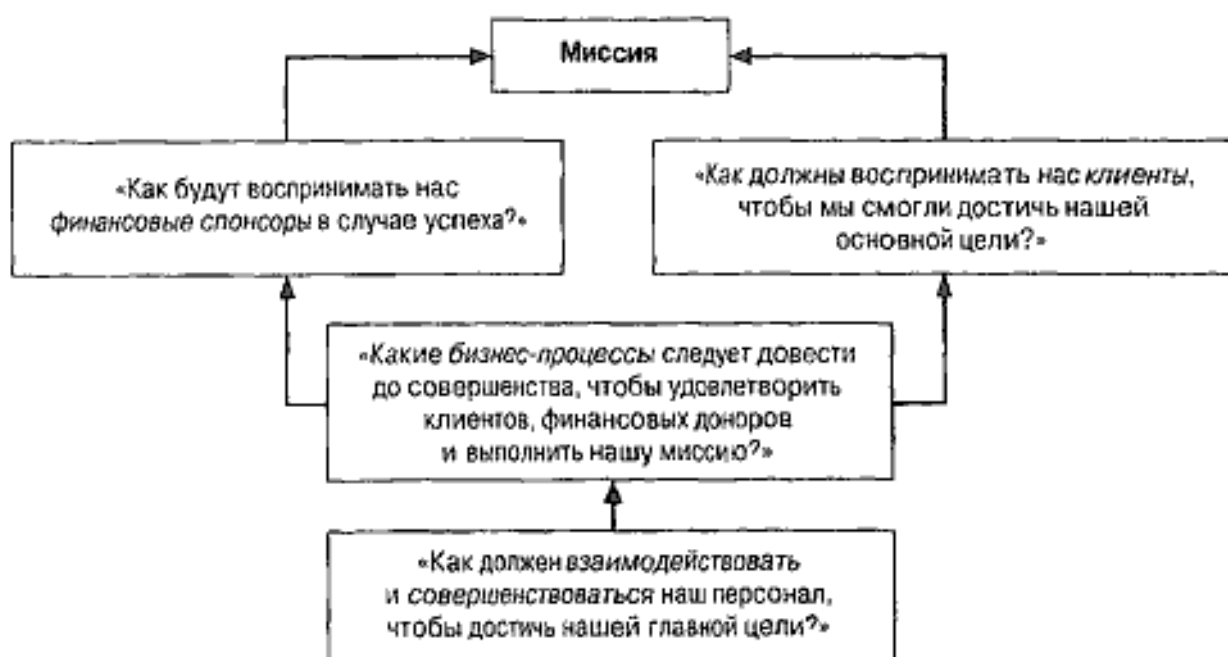 Миссия
«Как будут воспринимать нас
финансовые спонсоры в случае успеха?»
«Как должны воспринимать нас клиенты,
чтобы мы смогли достичь нашей
основной цели?»
«Какие бизнес-процессы следует довести
до совершенства, чтобы удовлетворить
клиентов, финансовых доноров
и выполнить нашу миссию?»
«Как должен взаимодействовать
и совершенствоваться наш персонал,
чтобы достичь нашей главной цели?»